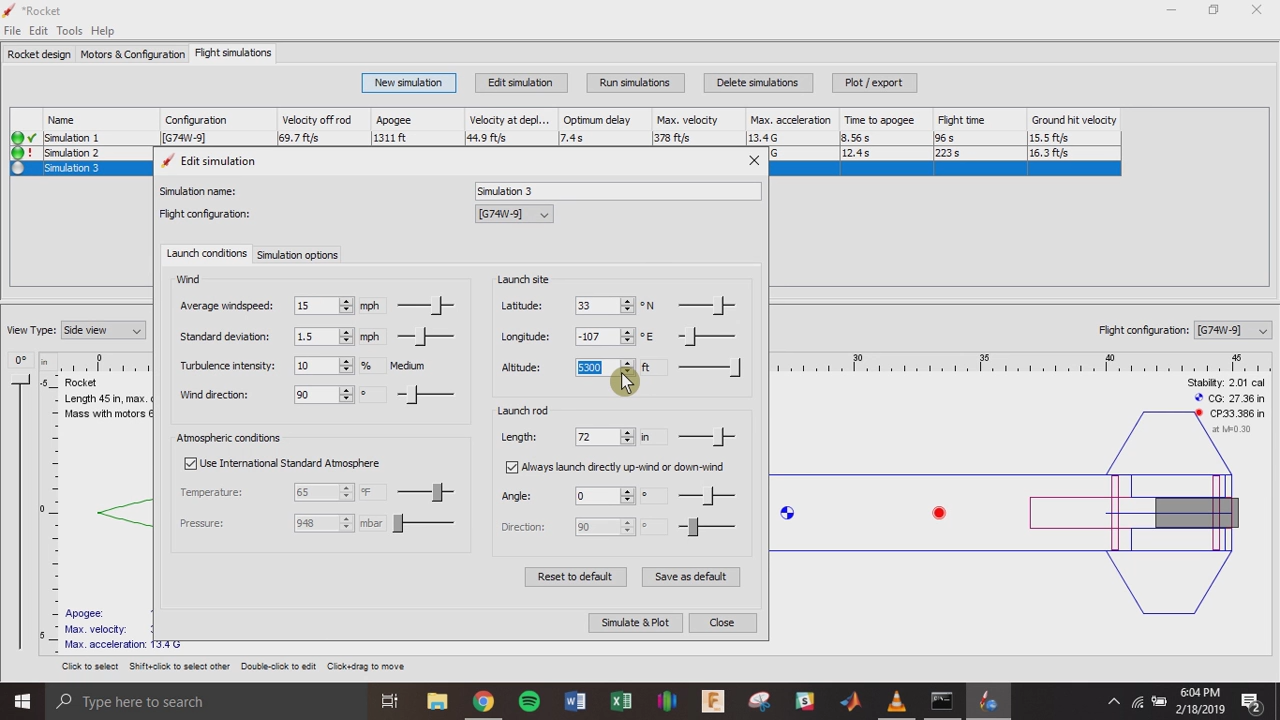 *Rocket
File Edit Tools Help
Rocket design Motors & Configuration Flight simulations
New simulation Edit simulation Run simulations Delete simulations Plot / export
Name Configuration Velocity off rod Apogee Velocity at depl... Optimum delay Max. velocity Max. acceleration Time to apogee Flight time Ground hit velocity
Simulation 1 [G74W-9] 69.7 ft/s 1311 ft 44.9 ft/s 7.4 s 378 ft/s 13.4 G 8.56 s 96 s 15.5 ft/s
Simulation 2 G 12.4 s 223 s 16.3 ft/s
Simulation 3
Edit simulation
Simulation name: Simulation 3
Flight configuration: [G74W-9]
Launch conditions Simulation options
Wind
Average windspeed: 15 mph
Standard deviation: 1.5 mph
Turbulence intensity: 10 % Medium
Wind direction: 90 °
Atmospheric conditions
Use International Standard Atmosphere
Temperature: 65 °F
Pressure: 948 mbar
Launch site
Latitude: 33 ° N
Longitude: -107 ° E
Altitude: 5300 ft
Launch rod
Length: 72 in
Always launch directly up-wind or down-wind
Angle: 0 °
Direction: 90 °
Reset to default Save as default
Simulate & Plot Close
View Type: Side view
Flight configuration: [G74W-9]
0° in 0 30 35 40 45
-5
0
5
Rocket
Length 45 in, max. d
Mass with motors 6
Stability: 2.01 cal
CG: 27.36 in
CP:33.386 in
at M=0.30
Apogee:
Max. velocity: 3
Max. acceleration: 13.4 G
Click to select Shift+click to select other Double-click to edit Click+drag to move
Type here to search
6:04 PM
2/18/2019
2